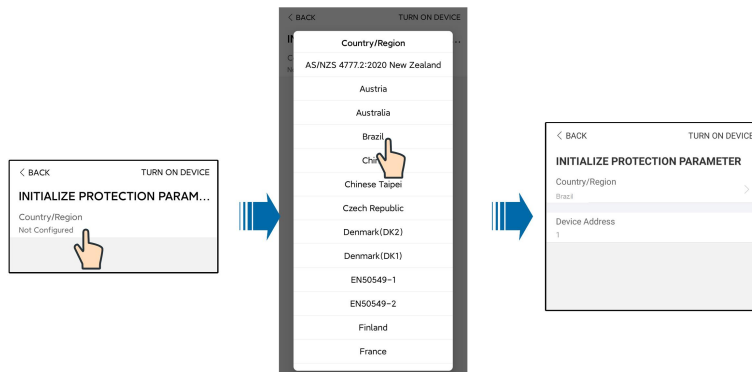 < BACK TURN ON DEVICE
INITIALIZE PROTECTION PARAM...
Country/Region
Not Configured
< BACK TURN ON DEVICE
Country/Region
AS/NZS 4777.2:2020 New Zealand
Austria
Australia
Brazil
Chinese Taipei
Czech Republic
Denmark(DK2)
Denmark(DK1)
EN50549-1
EN50549-2
Finland
France
< BACK TURN ON DEVICE
INITIALIZE PROTECTION PARAMETER
Country/Region
Brazil
Device Address
1